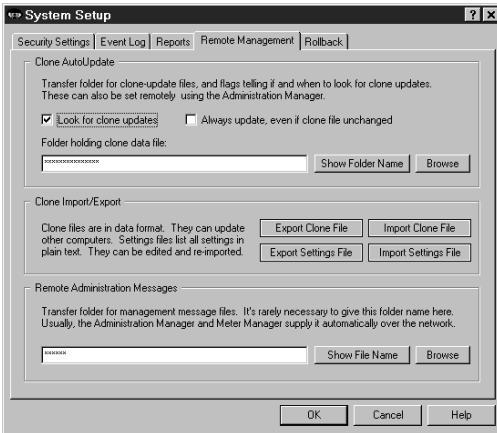 System Setup
Security Settings Event Log Reports Remote Management Rollback
Clone AutoUpdate
Transfer folder for clone-update files, and flags telling if and when to look for clone updates.
These can also be set remotely using the Administration Manager.
Look for clone updates Always update, even if clone file unchanged
Folder holding clone data file:
xxxxxxxxxxxxxxx Show Folder Name Browse
Clone Import/Export
Clone files are in data format. They can update
other computers. Settings files list all settings in
plain text. They can be edited and re-imported.
Export Clone File Import Clone File
Export Settings File Import Settings File
Remote Administration Messages
Transfer folder for management message files. It's rarely necessary to give this folder name here.
Usually, the Administration Manager and Meter Manager supply it automatically over the network.
xxxxxx Show File Name Browse
OK Cancel Help